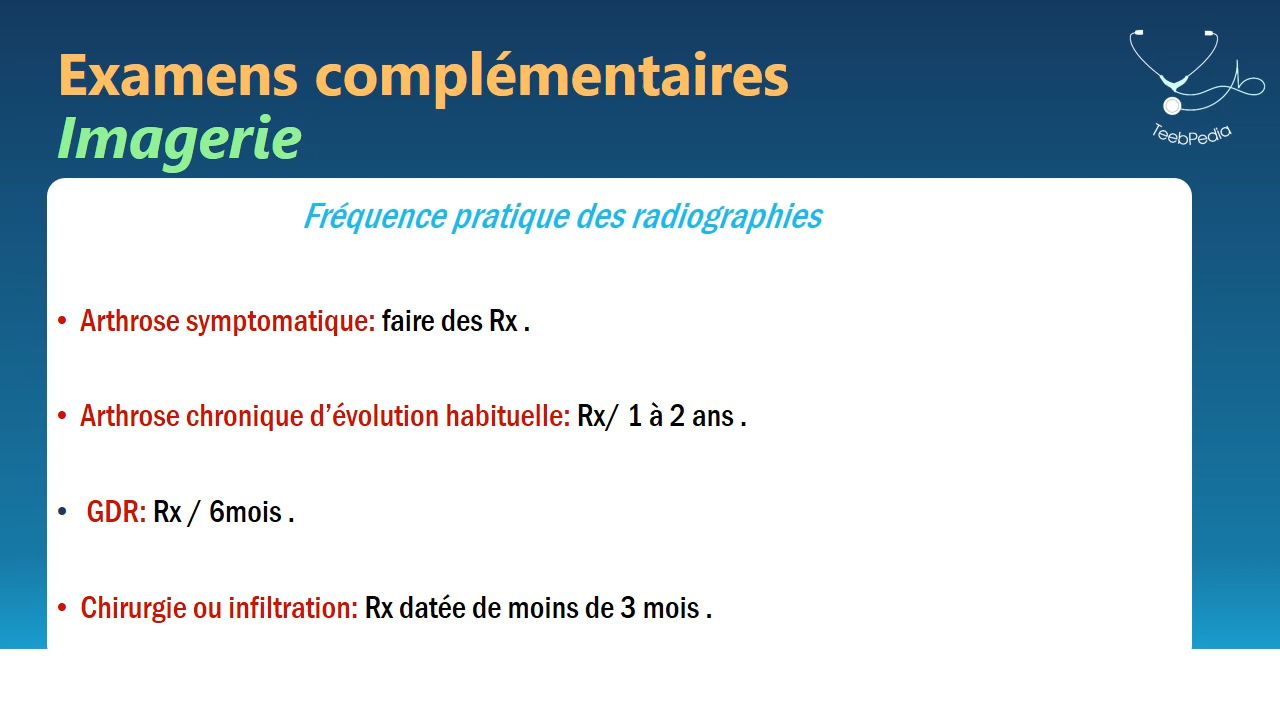 Examens complémentaires
Imagerie
TeebPedia
Fréquence pratique des radiographies
• Arthrose symptomatique: faire des Rx .
• Arthrose chronique d’évolution habituelle: Rx/ 1 à 2 ans .
• GDR: Rx / 6mois .
• Chirurgie ou infiltration: Rx datée de moins de 3 mois .